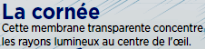 La cornée
Cette membrane transparente concentre
les rayons lumineux au centre de l'œil.